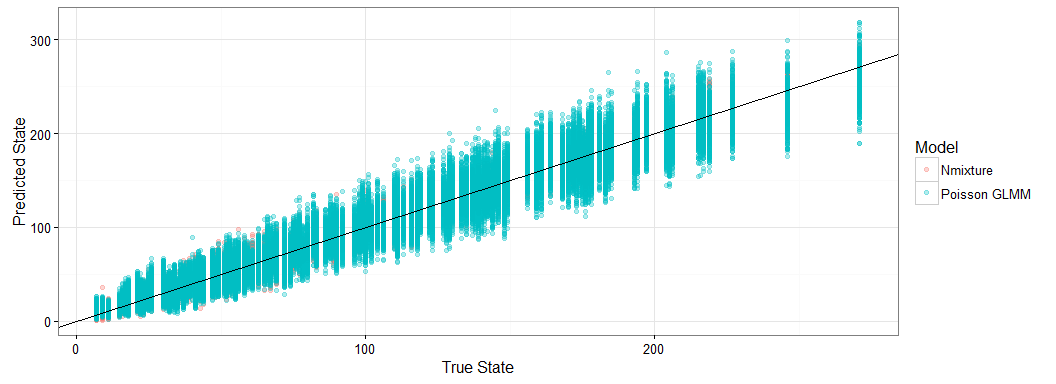 Predicted State
300
200
100
0
0
100
200
True State
Model
Nmixture
Poisson GLMM